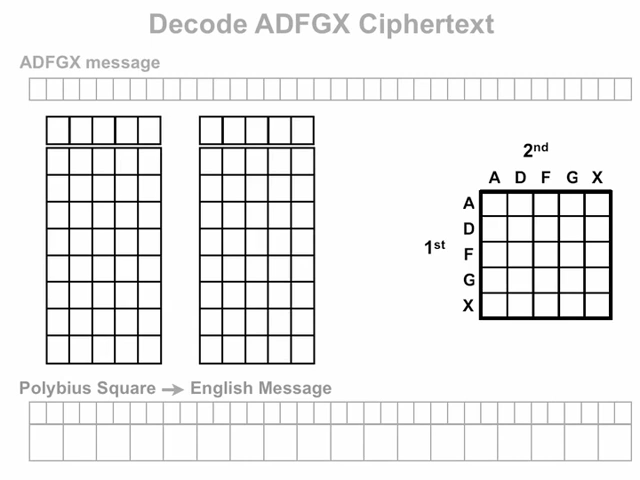 Decode ADFGX Ciphertext
ADFGX message
2nd
A D F G X
A
D
1st
F
G
X
Polybius Square → English Message